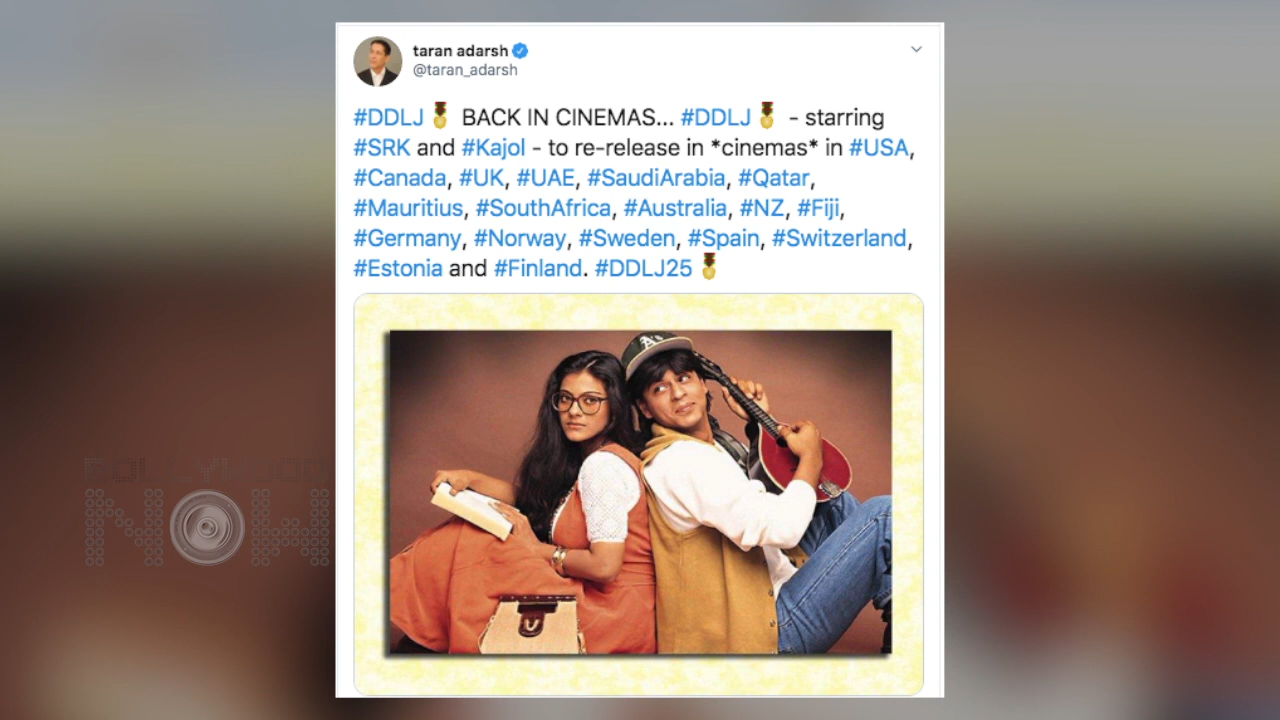 taran adarsh
@taran_adarsh
#DDLJ BACK IN CINEMAS... #DDLJ - starring
#SRK and #Kajol - to re-release in *cinemas* in #USA,
#Canada, #UK, #UAE, #SaudiArabia, #Qatar,
#Mauritius, #SouthAfrica, #Australia, #NZ, #Fiji,
#Germany, #Norway, #Sweden, #Spain, #Switzerland,
#Estonia and #Finland. #DDLJ25
A's
BOLLYWOOD
NOW